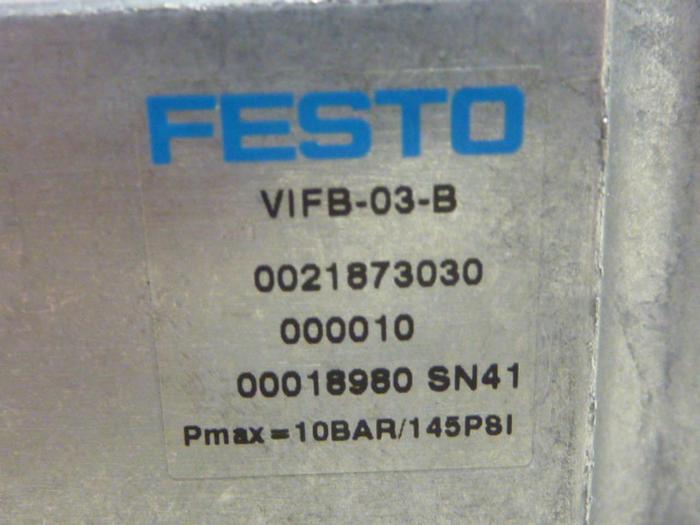 FESTO
VIFB-03-B
0021873030
000010
00018980 SN41
Pmax=10BAR/145PSI